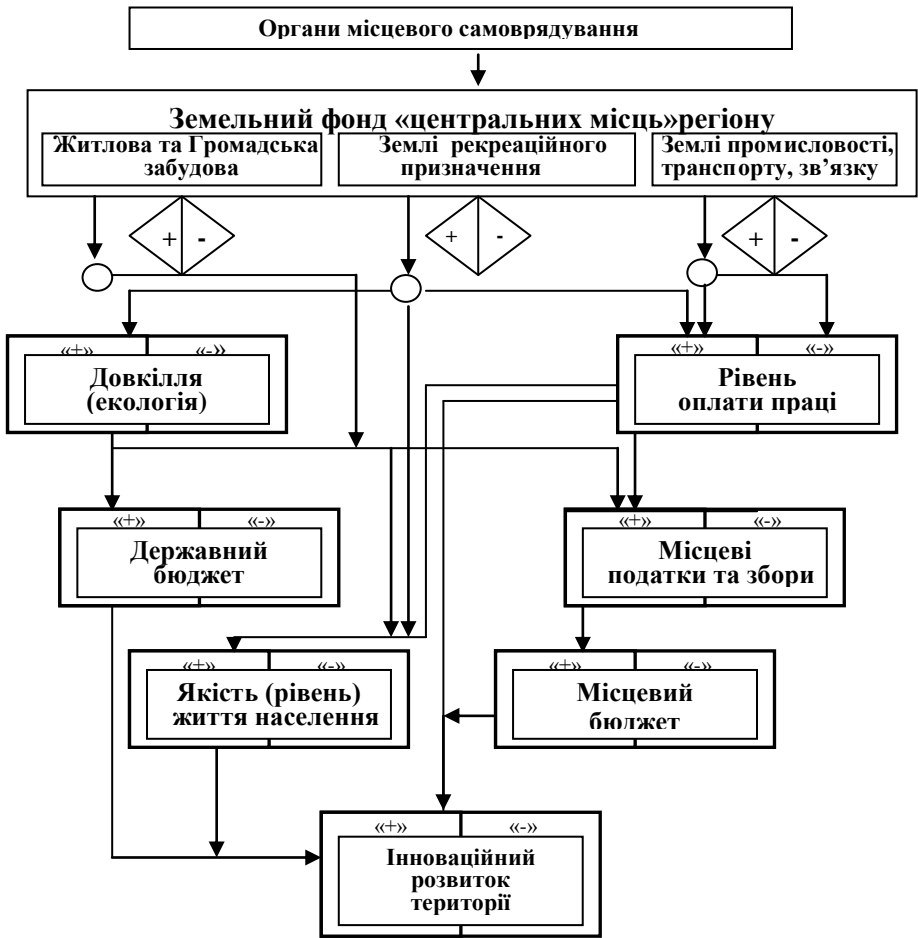 Органи місцевого самоврядування
Земельний фонд «центральних місць»регіону
Житлова та Громадська
забудова
Землі рекреаційного
призначення
Землі промисловості,
транспорту, зв’язку
+ -
+ -
+ -
«+» «-»
Довкілля
(екологія)
«+» «-»
Рівень
оплати праці
«+» «-»
Державний
бюджет
«+» «-»
Місцеві
податки та збори
«+» «-»
Якість (рівень)
життя населення
«+» «-»
Місцевий
бюджет
«+» «-»
Інноваційний
розвиток
території